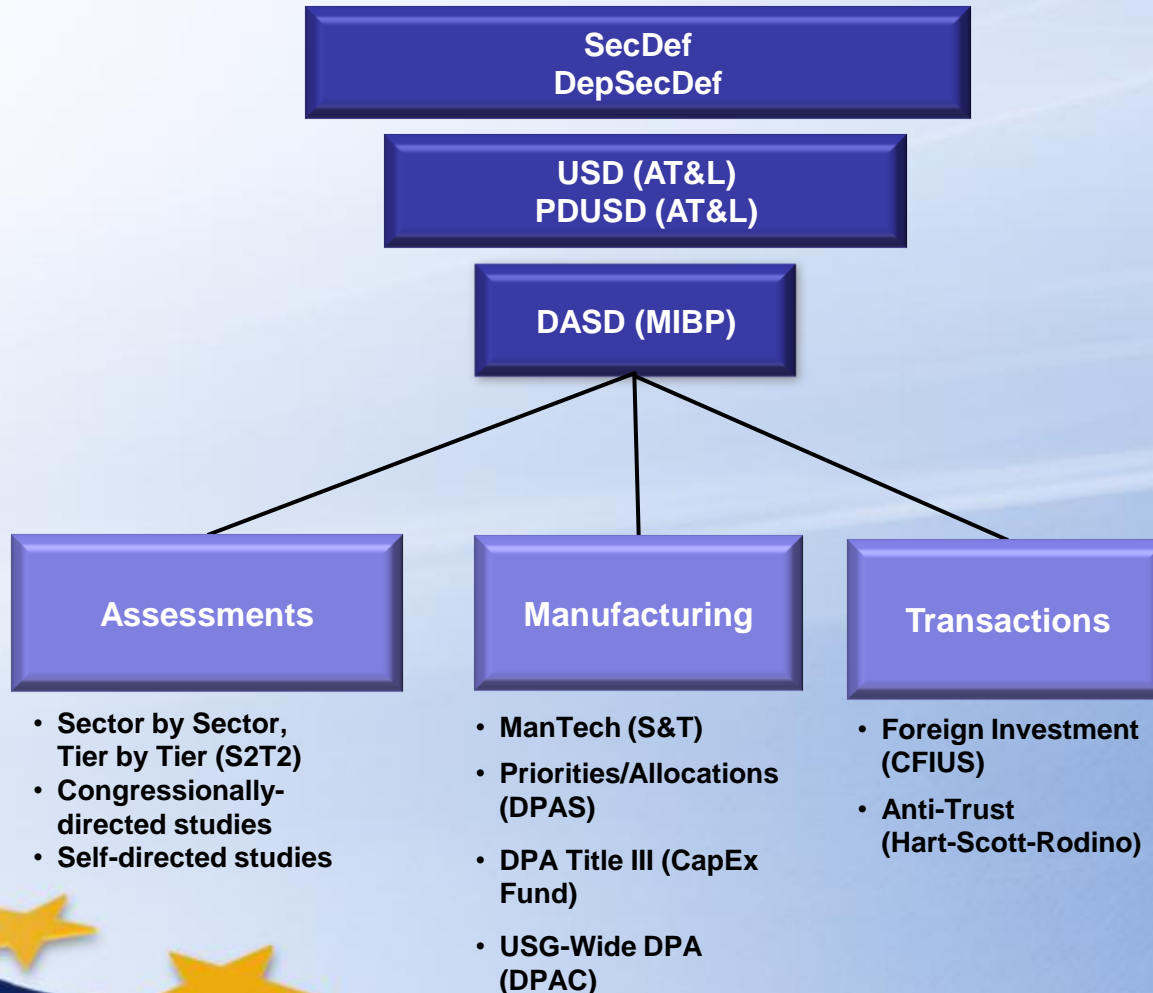 SecDef
DepSecDef
USD (AT&L)
PDUSD (AT&L)
DASD (MIBP)
Assessments
• Sector by Sector,
Tier by Tier (S2T2)
• Congressionally-
directed studies
• Self-directed studies
Manufacturing
• ManTech (S&T)
• Priorities/Allocations
(DPAS)
• DPA Title III (CapEx
Fund)
• USG-Wide DPA
(DPAC)
Transactions
• Foreign Investment
(CFIUS)
• Anti-Trust
(Hart-Scott-Rodino)